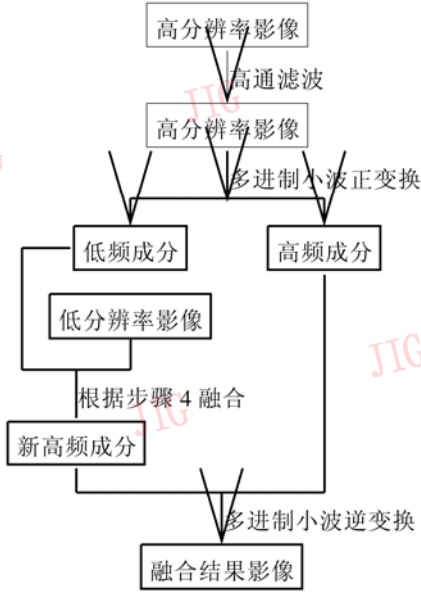 高分辨率影像
高通滤波
JIG
高分辨率影像
多进制小波正变换
低频成分
高频成分
低分辨率影像
JIG
根据步骤 4 融合
JIG
新高频成分
多进制小波逆变换
融合结果影像